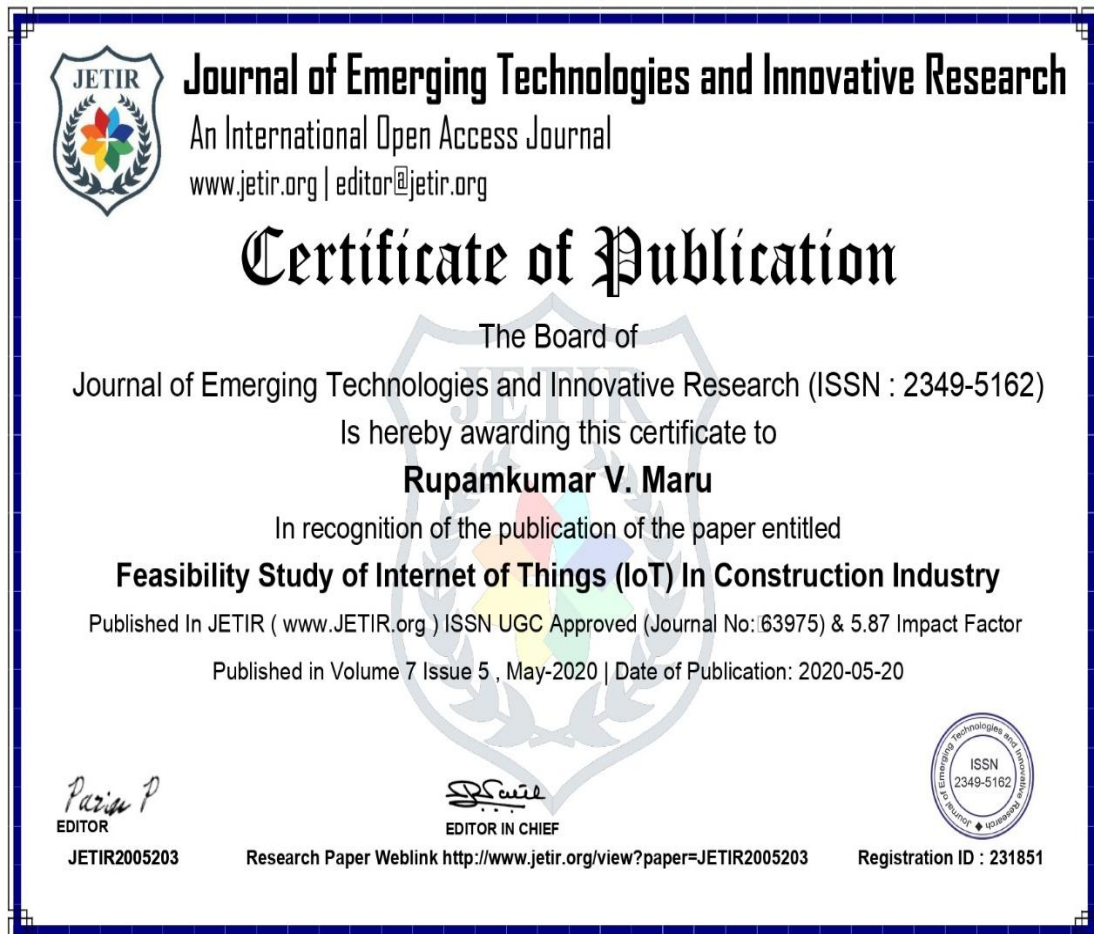 JETIR
Journal of Emerging Technologies and Innovative Research
An International Open Access Journal
www.jetir.org | editor@jetir.org
Certificate of Publication
The Board of
Journal of Emerging Technologies and Innovative Research (ISSN : 2349-5162)
Is hereby awarding this certificate to
Rupamkumar V. Maru
In recognition of the publication of the paper entitled
Feasibility Study of Internet of Things (IoT) In Construction Industry
Published In JETIR ( www.JETIR.org ) ISSN UGC Approved (Journal No: 63975) & 5.87 Impact Factor
Published in Volume 7 Issue 5 , May-2020 | Date of Publication: 2020-05-20
JETIR
Parin P
EDITOR
EDITOR IN CHIEF
Journal of Emerging Technologies and Innovative Research
ISSN
2349-5162
JETIR2005203 Research Paper Weblink http://www.jetir.org/view?paper=JETIR2005203 Registration ID : 231851